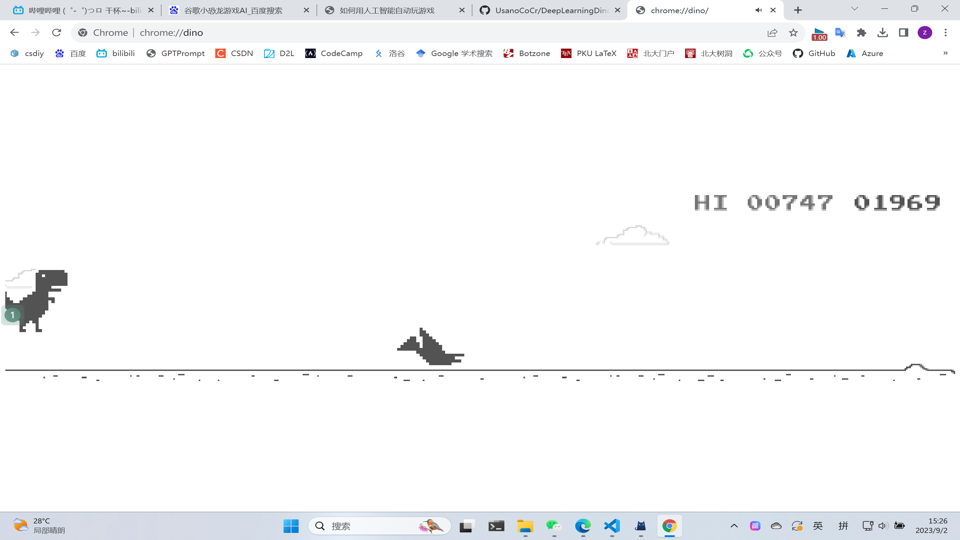 哔哩哔哩 (゜-゜)つロ 干杯~-bili
谷歌小恐龙游戏AI_百度搜索
如何用人工智能自动玩游戏
UsanoCoCr/DeepLearningDin
chrome://dino/
Chrome | chrome://dino
1.00
z
csdiy
百度
bilibili
GPTPrompt
CSDN
D2L
CodeCamp
洛谷
Google 学术搜索
Botzone
PKU LaTeX
北大门户
北大树洞
公众号
GitHub
Azure
»
HI 00747 01969
1
28°C
局部晴朗
搜索
英
拼
15:26
2023/9/2